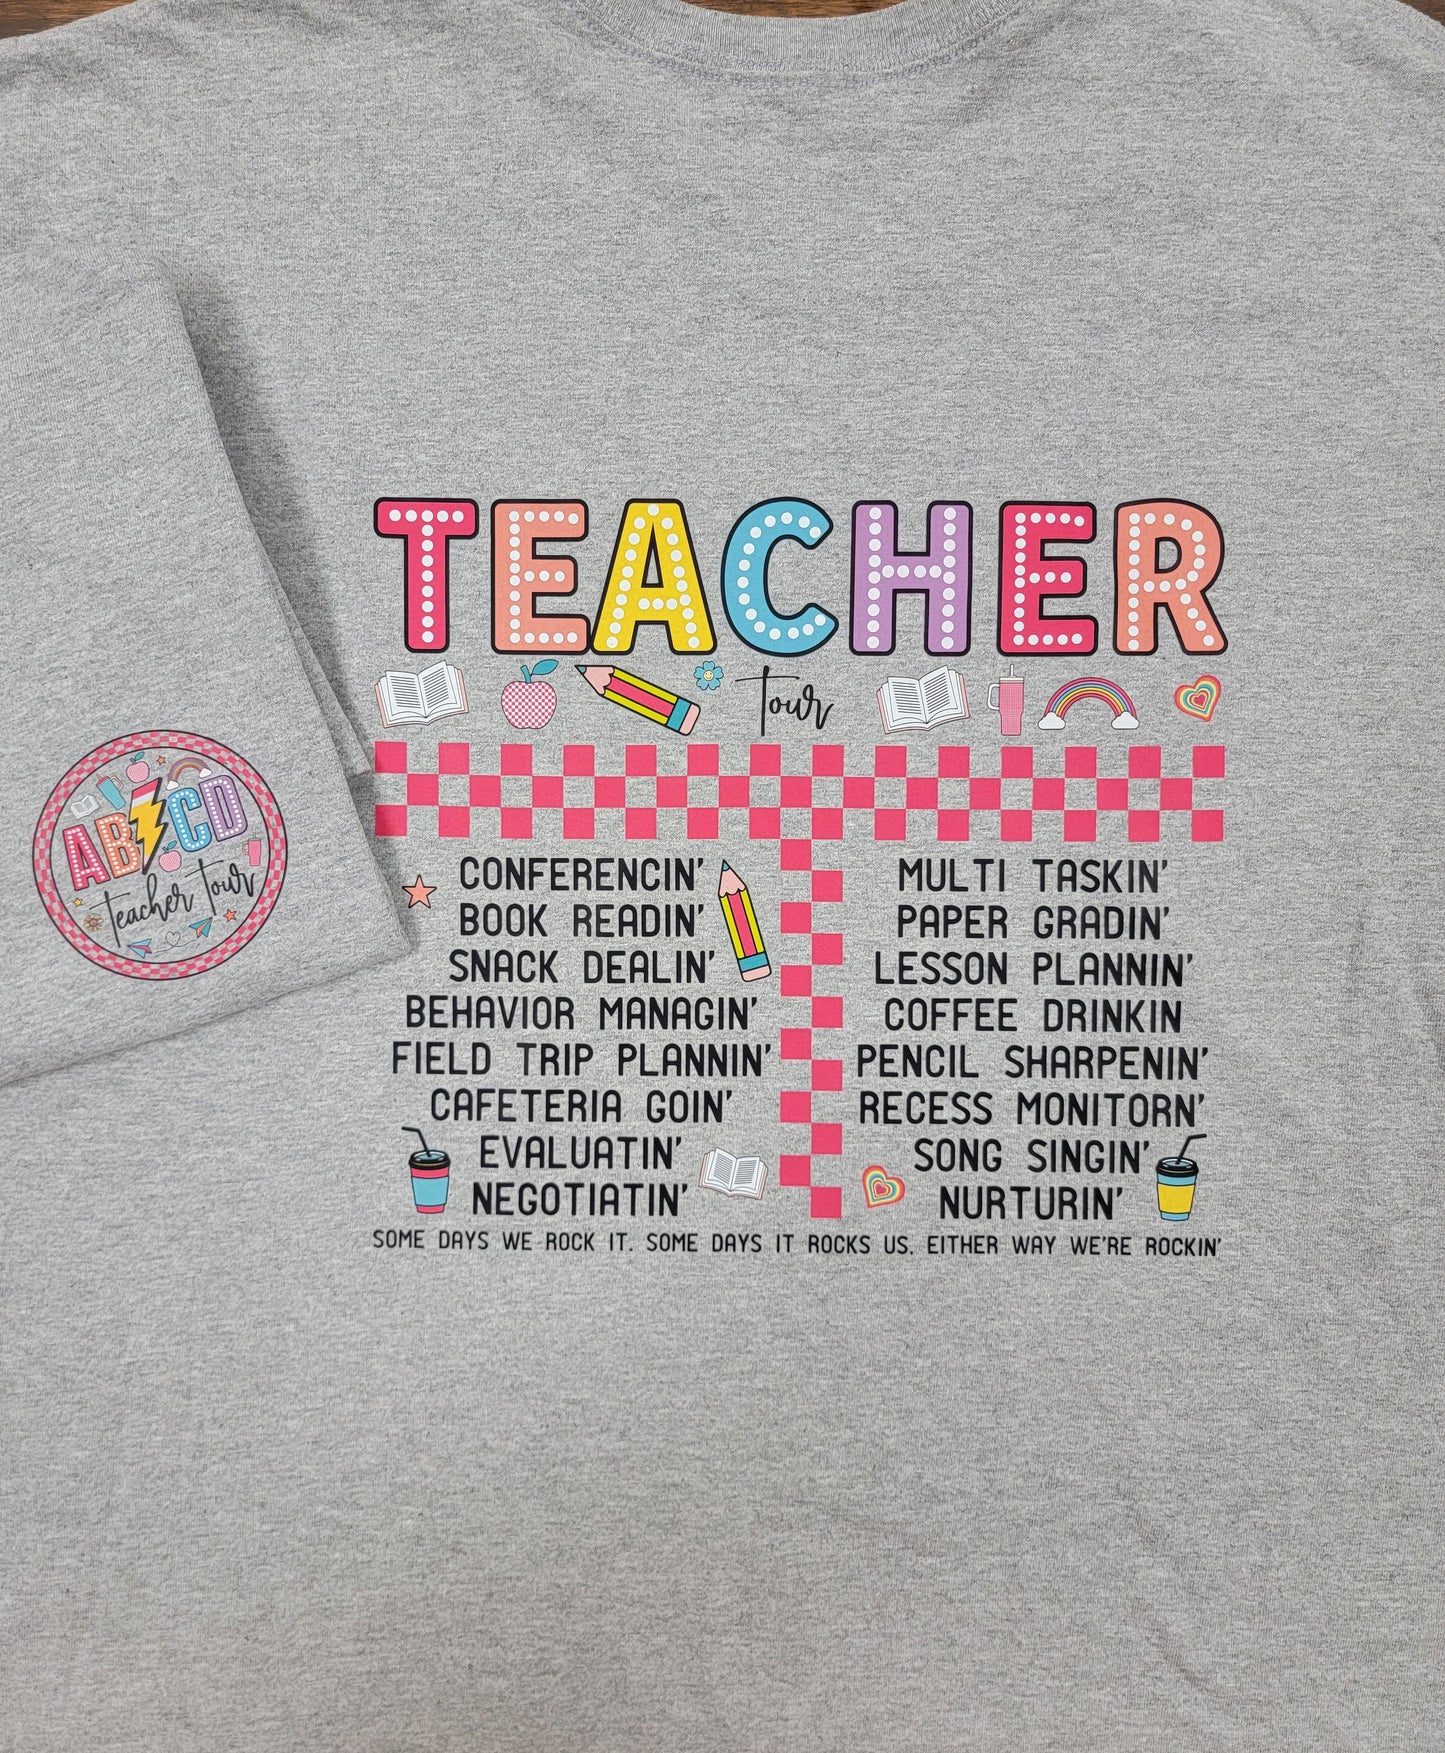 TEACHER
Tour
CONFERENCIN'
BOOK READIN'
SNACK DEALIN'
BEHAVIOR MANAGIN'
FIELD TRIP PLANNIN'
CAFETERIA GOIN'
EVALUATIN'
NEGOTIATIN'
MULTI TASKIN'
PAPER GRADIN'
LESSON PLANNIN'
COFFEE DRINKIN
PENCIL SHARPENIN'
RECESS MONITORN'
SONG SINGIN'
NURTURIN'
SOME DAYS WE ROCK IT. SOME DAYS IT ROCKS US. EITHER WAY WE'RE ROCKIN'
AB CD
teacher tour